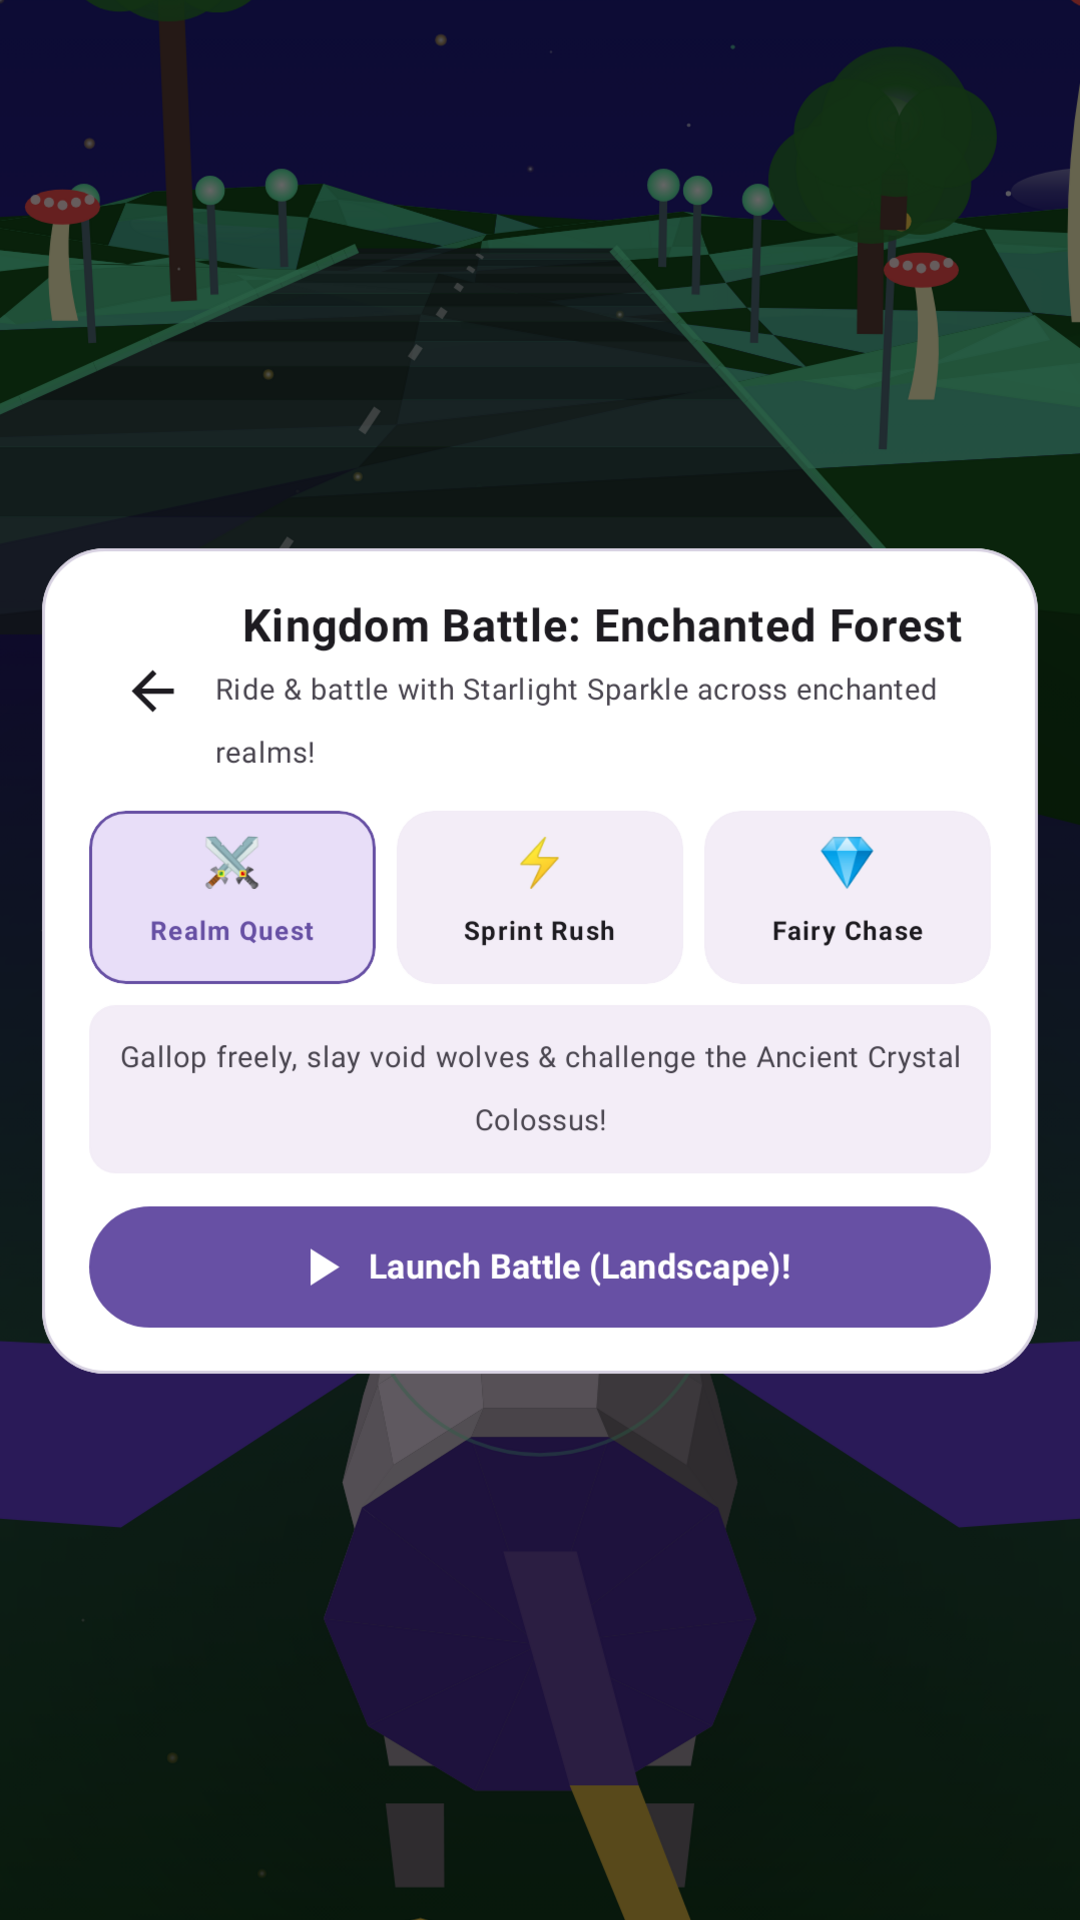 Kingdom Battle: Enchanted Forest
Ride & battle with Starlight Sparkle across enchanted
realms!
Realm Quest
Sprint Rush
Fairy Chase
Gallop freely, slay void wolves & challenge the Ancient Crystal
Colossus!
Launch Battle (Landscape)!